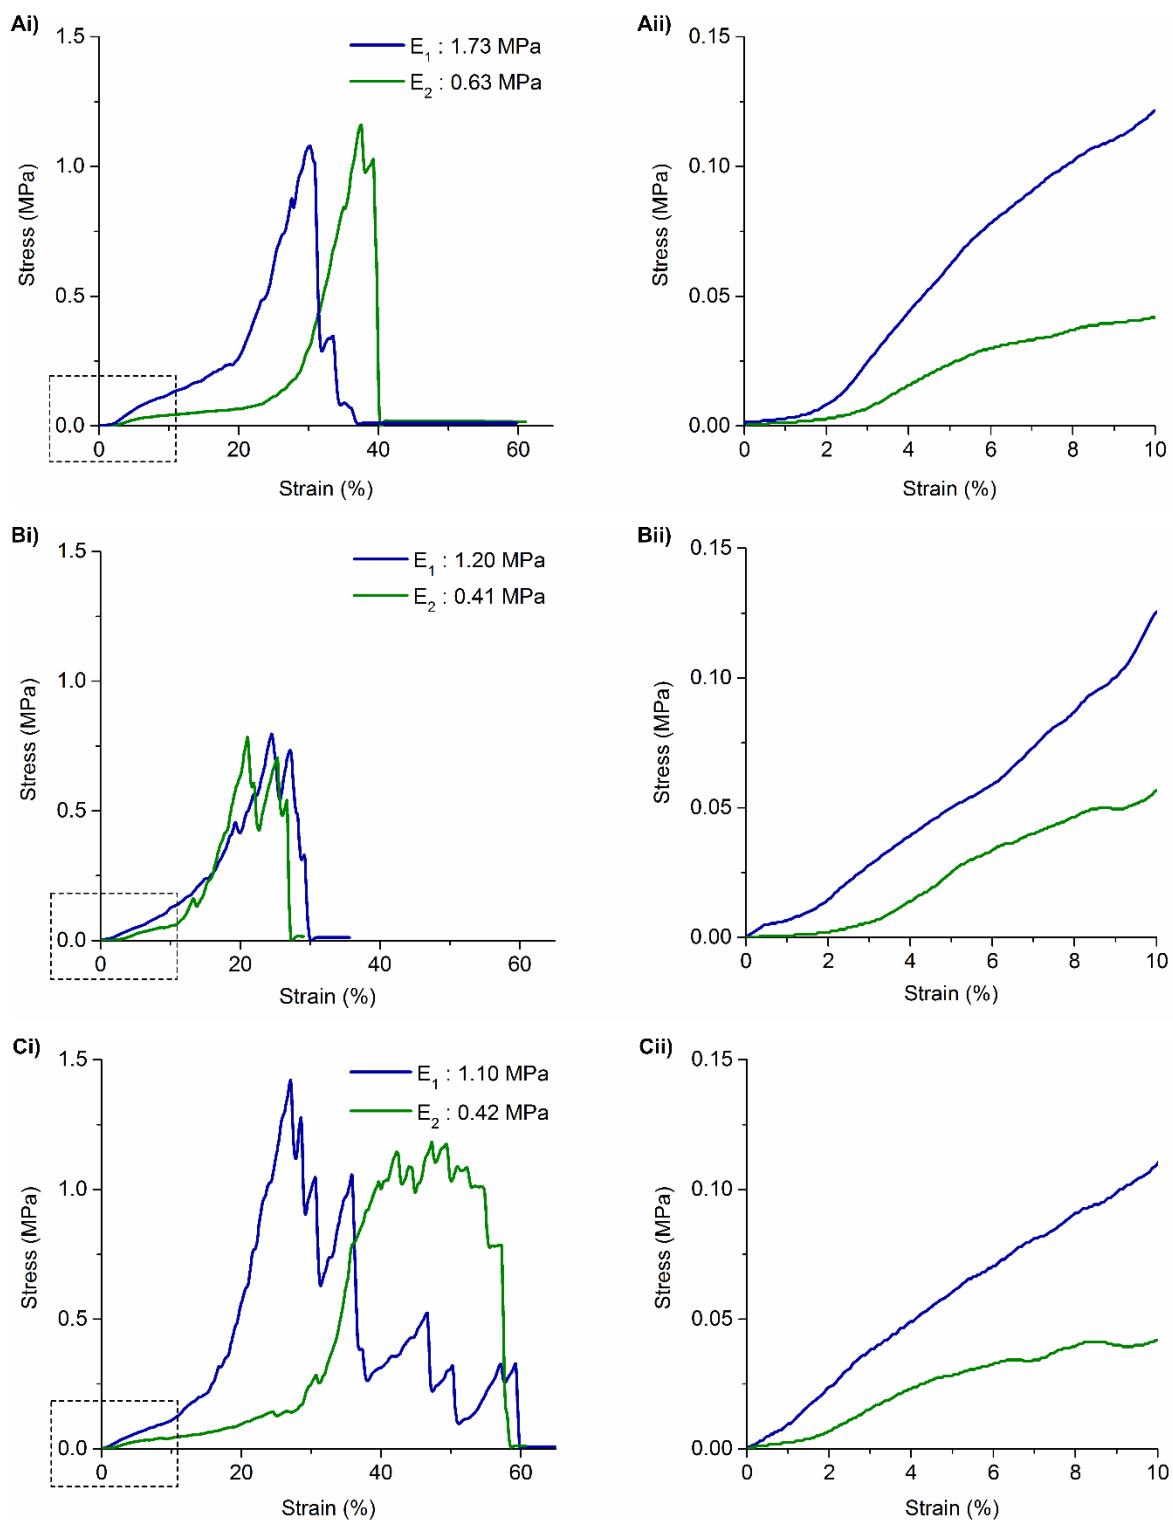 Ai)
1.5
1.0
0.5
0.0
Stress (MPa)
E1 : 1.73 MPa
E2 : 0.63 MPa
0 20 40 60
Strain (%)
Aii)
0.15
0.10
0.05
0.00
Stress (MPa)
0 2 4 6 8 10
Strain (%)
Bi)
1.5
1.0
0.5
0.0
Stress (MPa)
E1 : 1.20 MPa
E2 : 0.41 MPa
0 20 40 60
Strain (%)
Bii)
0.15
0.10
0.05
0.00
Stress (MPa)
0 2 4 6 8 10
Strain (%)
Ci)
1.5
1.0
0.5
0.0
Stress (MPa)
E1 : 1.10 MPa
E2 : 0.42 MPa
0 20 40 60
Strain (%)
Cii)
0.15
0.10
0.05
0.00
Stress (MPa)
0 2 4 6 8 10
Strain (%)